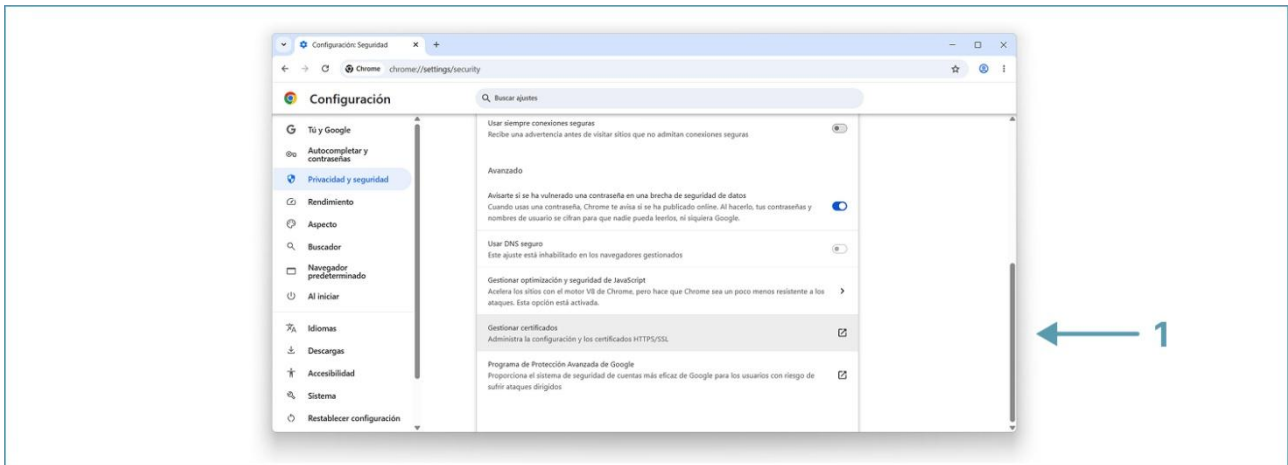 Configuración: Seguridad
Chrome chrome://settings/security
Configuración
Buscar ajustes
Tú y Google
Autocompletar y
contraseñas
Privacidad y seguridad
Rendimiento
Aspecto
Buscador
Navegador
predeterminado
Al iniciar
Idiomas
Descargas
Accesibilidad
Sistema
Restablecer configuración
Usar siempre conexiones seguras
Recibe una advertencia antes de visitar sitios que no admitan conexiones seguras
Avanzado
Avisarte si se ha vulnerado una contraseña en una brecha de seguridad de datos
Cuando usas una contraseña, Chrome te avisa si se ha publicado online. Al hacerlo, tus contraseñas y
nombres de usuario se cifran para que nadie pueda leerlos, ni siquiera Google.
Usar DNS seguro
Este ajuste está inhabilitado en los navegadores gestionados
Gestionar optimización y seguridad de JavaScript
Acelera los sitios con el motor V8 de Chrome, pero hace que Chrome sea un poco menos resistente a los
ataques. Esta opción está activada.
Gestionar certificados
Administra la configuración y los certificados HTTPS/SSL
Programa de Protección Avanzada de Google
Proporciona el sistema de seguridad de cuentas más eficaz de Google para los usuarios con riesgo de
sufrir ataques dirigidos
1